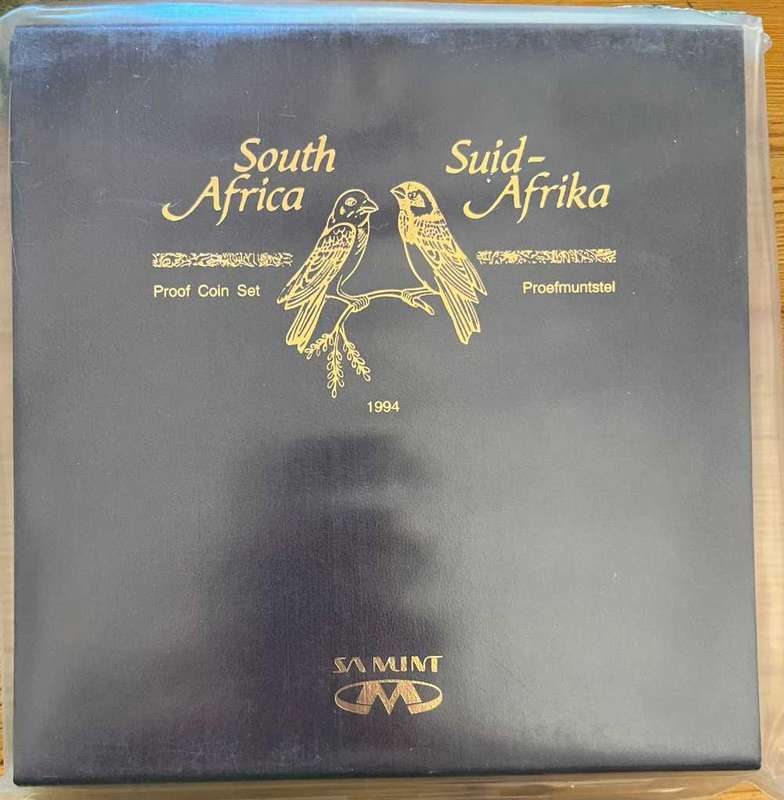 South
Africa
Suid-
Afrika
Proof Coin Set
Proefmuntstel
1994
SA MINT